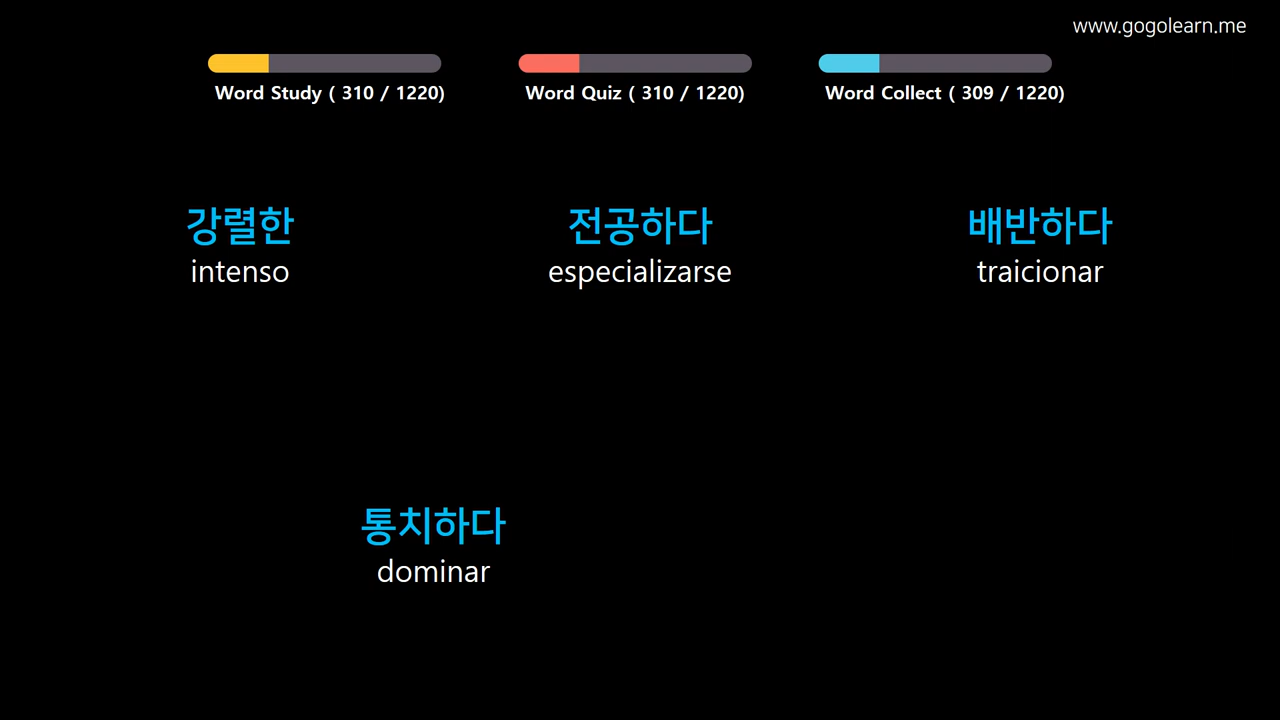 www.gogolearn.me
Word Study ( 310 / 1220)
Word Quiz ( 310 / 1220)
Word Collect ( 309 / 1220)
강렬한
intenso
전공하다
especializarse
배반하다
traicionar
통치하다
dominar